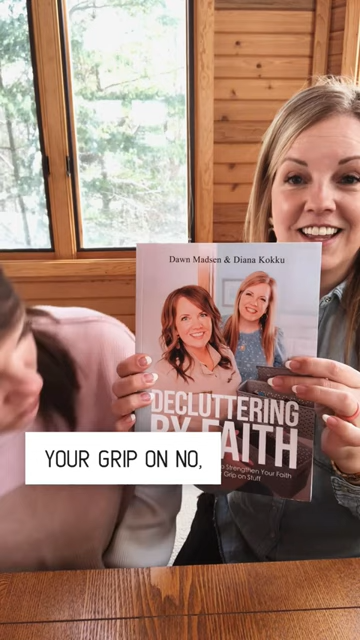 Dawn Madsen & Diana Kokku
DECLUTTERING
BY FAITH
Strengthen Your Faith
Grip on Stuff
YOUR GRIP ON NO,